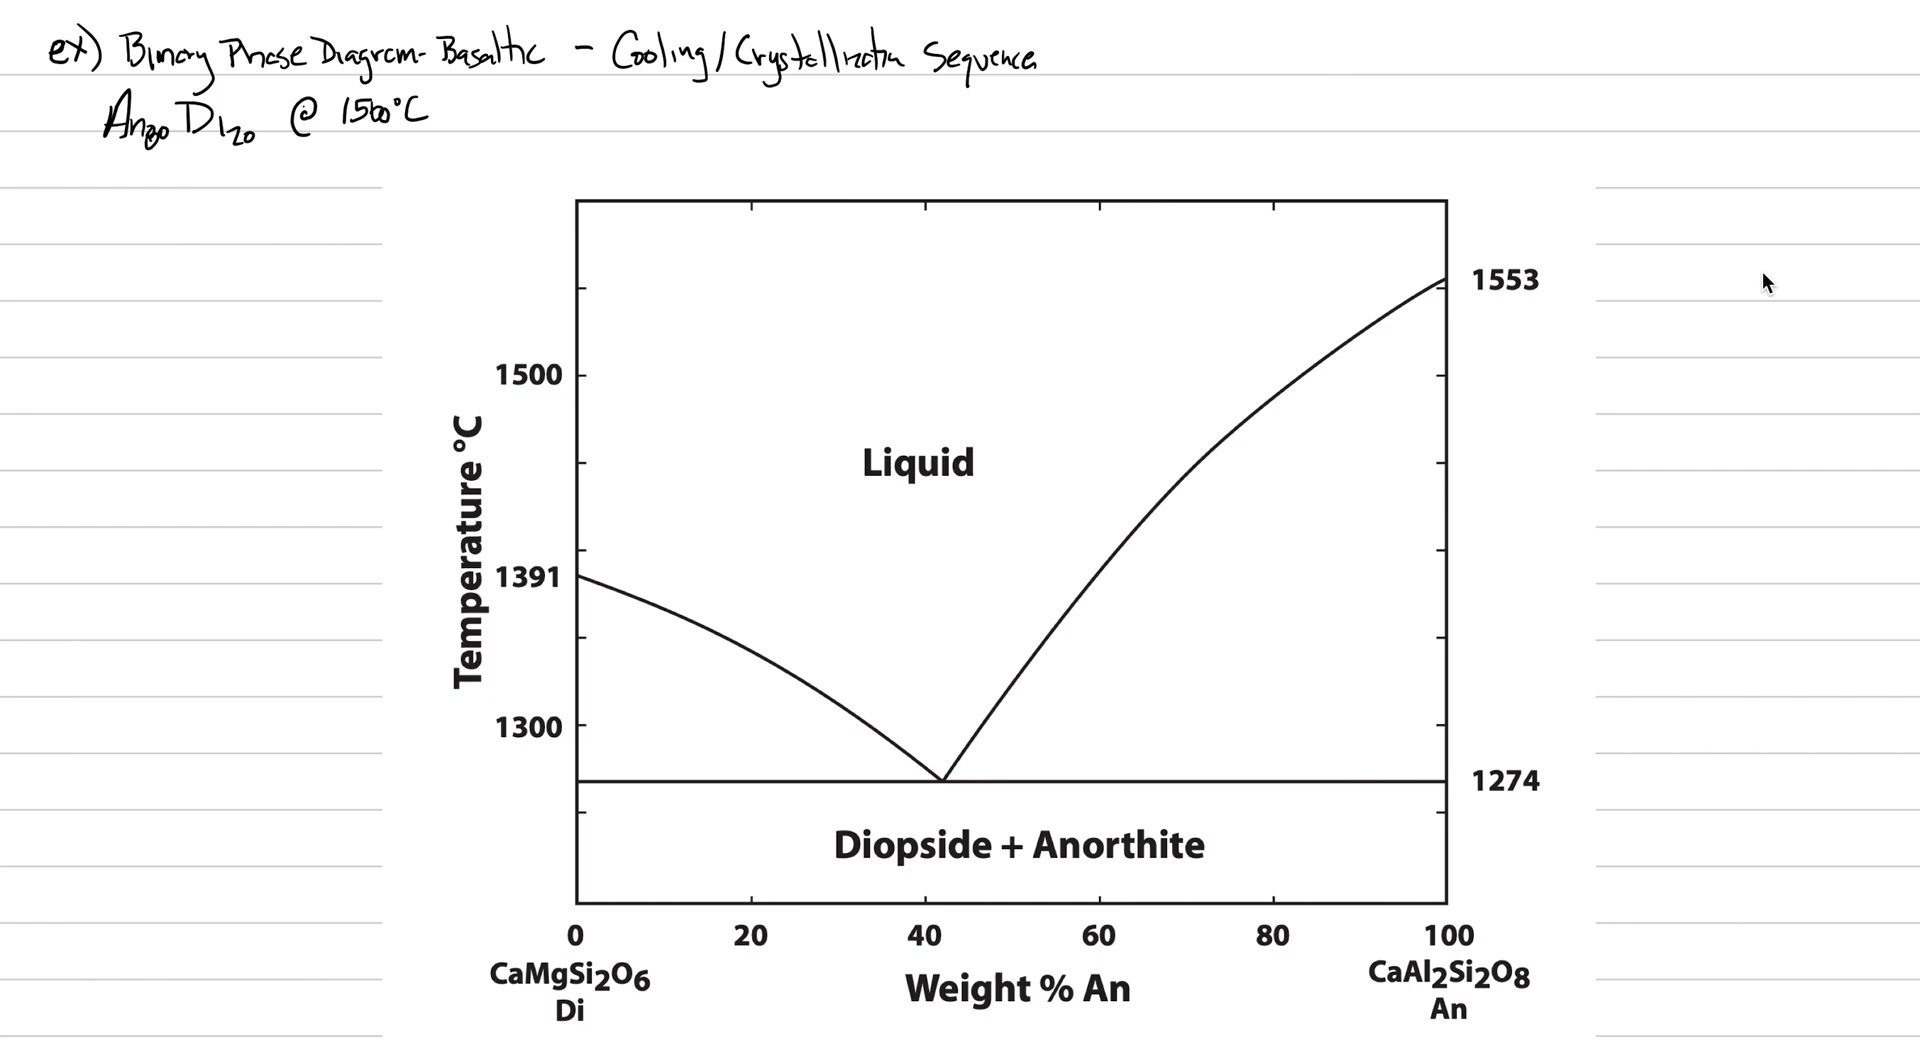 ex) Binary Phase Diagram - Basaltic - Cooling/Crystallization Sequence
An80 Di20 @ 1500°C
1553
1500
Liquid
Temperature °C
1391
1300
1274
Diopside + Anorthite
0 20 40 60 80 100
CaMgSi2O6 Weight % An CaAl2Si2O8
Di An